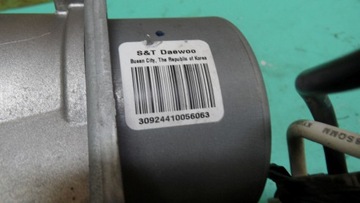 S&T Daewoo
Busan City, The Republic of Korea
30924410056063